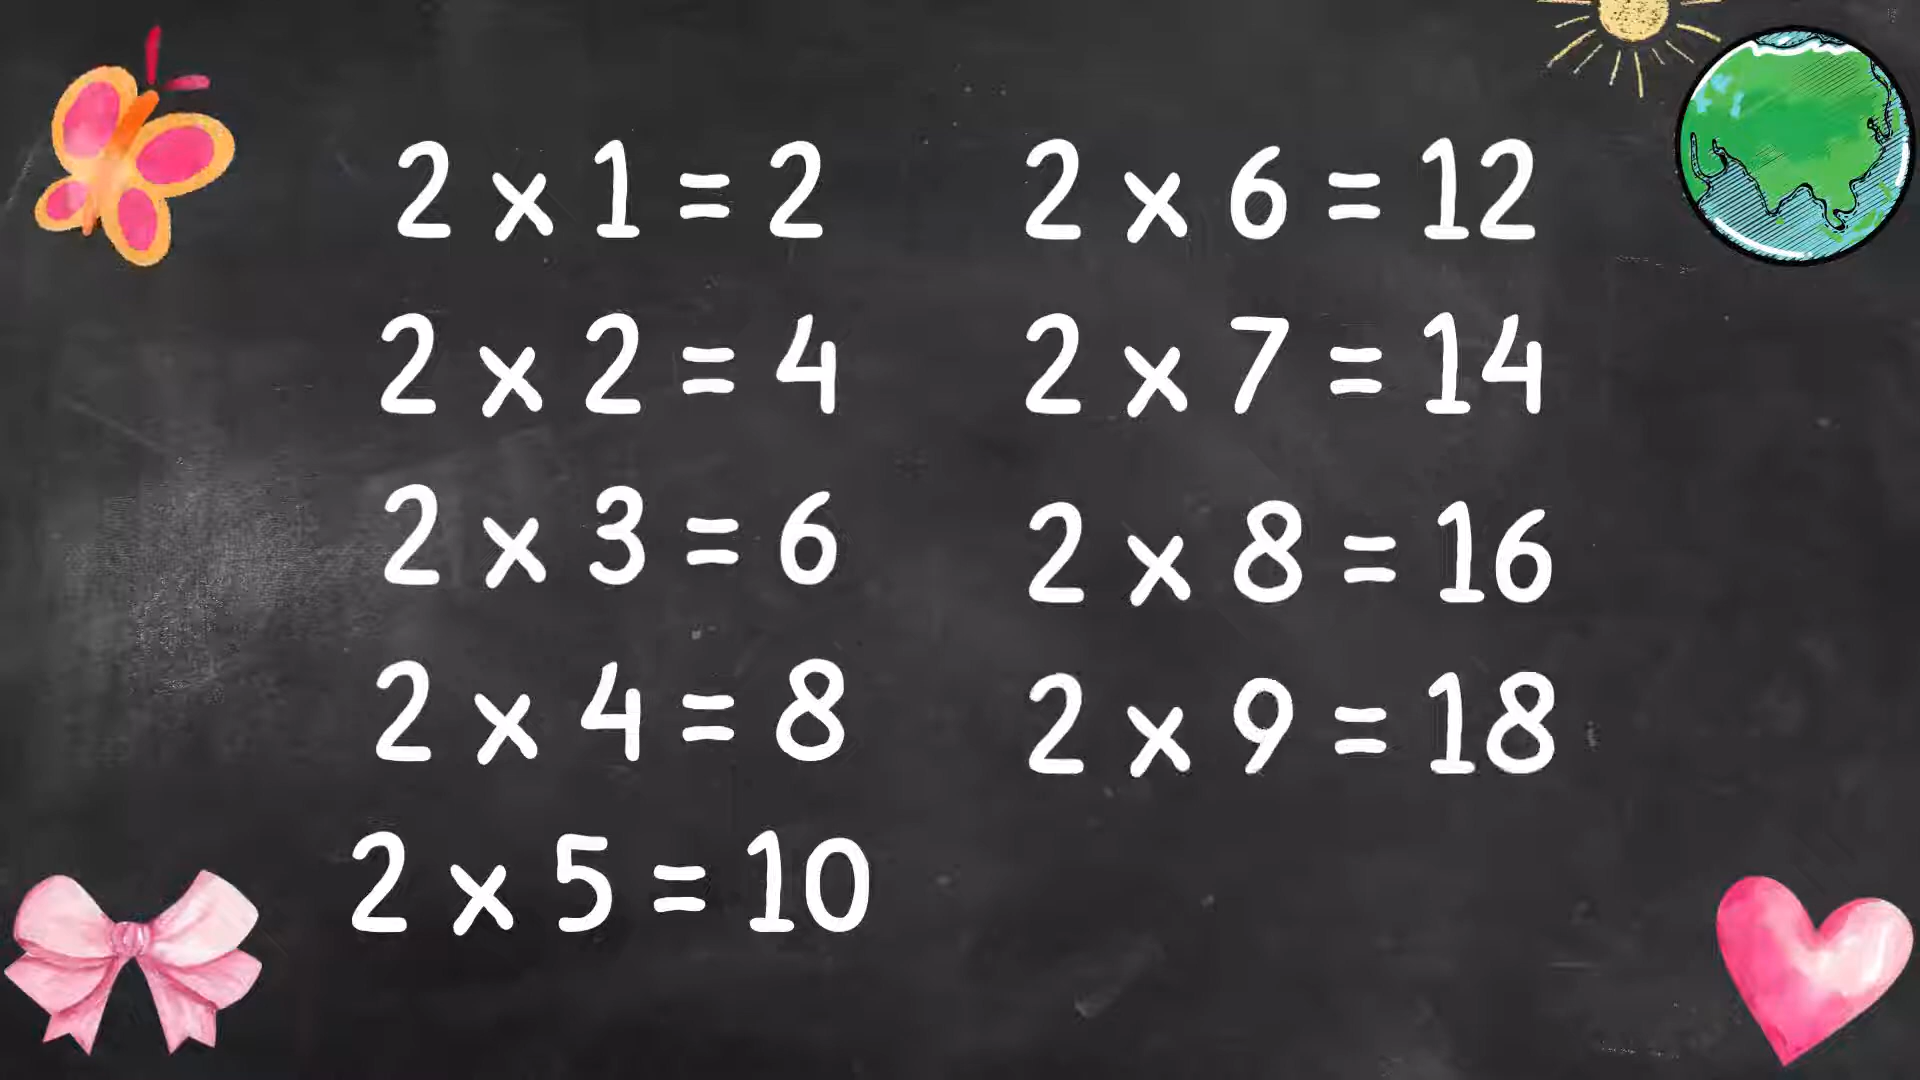 2 x 1 = 2
2 x 2 = 4
2 x 3 = 6
2 x 4 = 8
2 x 5 = 10
2 x 6 = 12
2 x 7 = 14
2 x 8 = 16
2 x 9 = 18